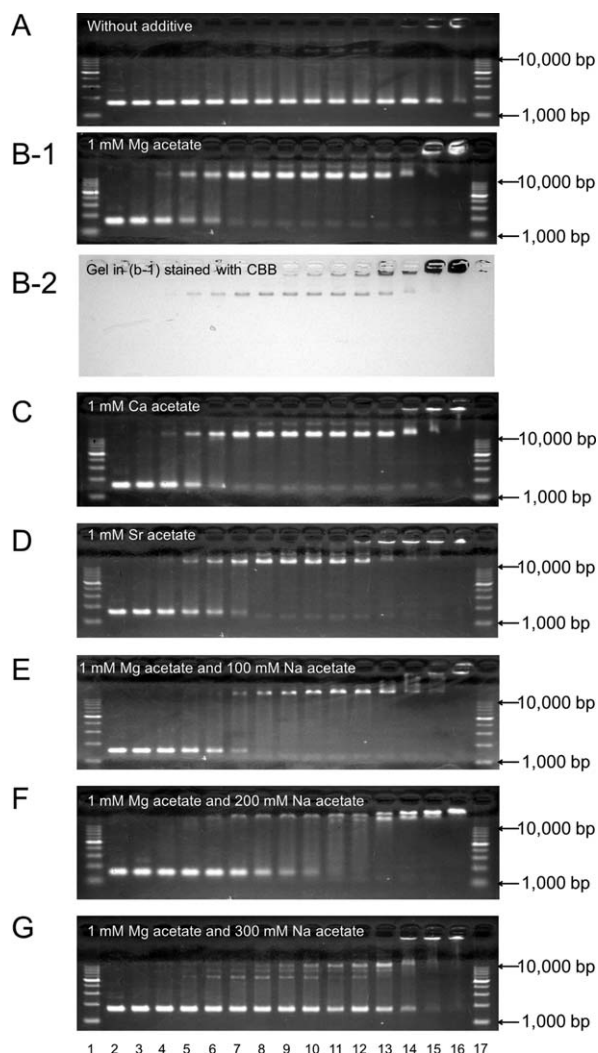 A
Without additive
10,000 bp
1,000 bp
B-1
1 mM Mg acetate
10,000 bp
1,000 bp
B-2
Gel in (b-1) stained with CBB
C
1 mM Ca acetate
10,000 bp
1,000 bp
D
1 mM Sr acetate
10,000 bp
1,000 bp
E
1 mM Mg acetate and 100 mM Na acetate
10,000 bp
1,000 bp
F
1 mM Mg acetate and 200 mM Na acetate
10,000 bp
1,000 bp
G
1 mM Mg acetate and 300 mM Na acetate
10,000 bp
1,000 bp
1 2 3 4 5 6 7 8 9 10 11 12 13 14 15 16 17